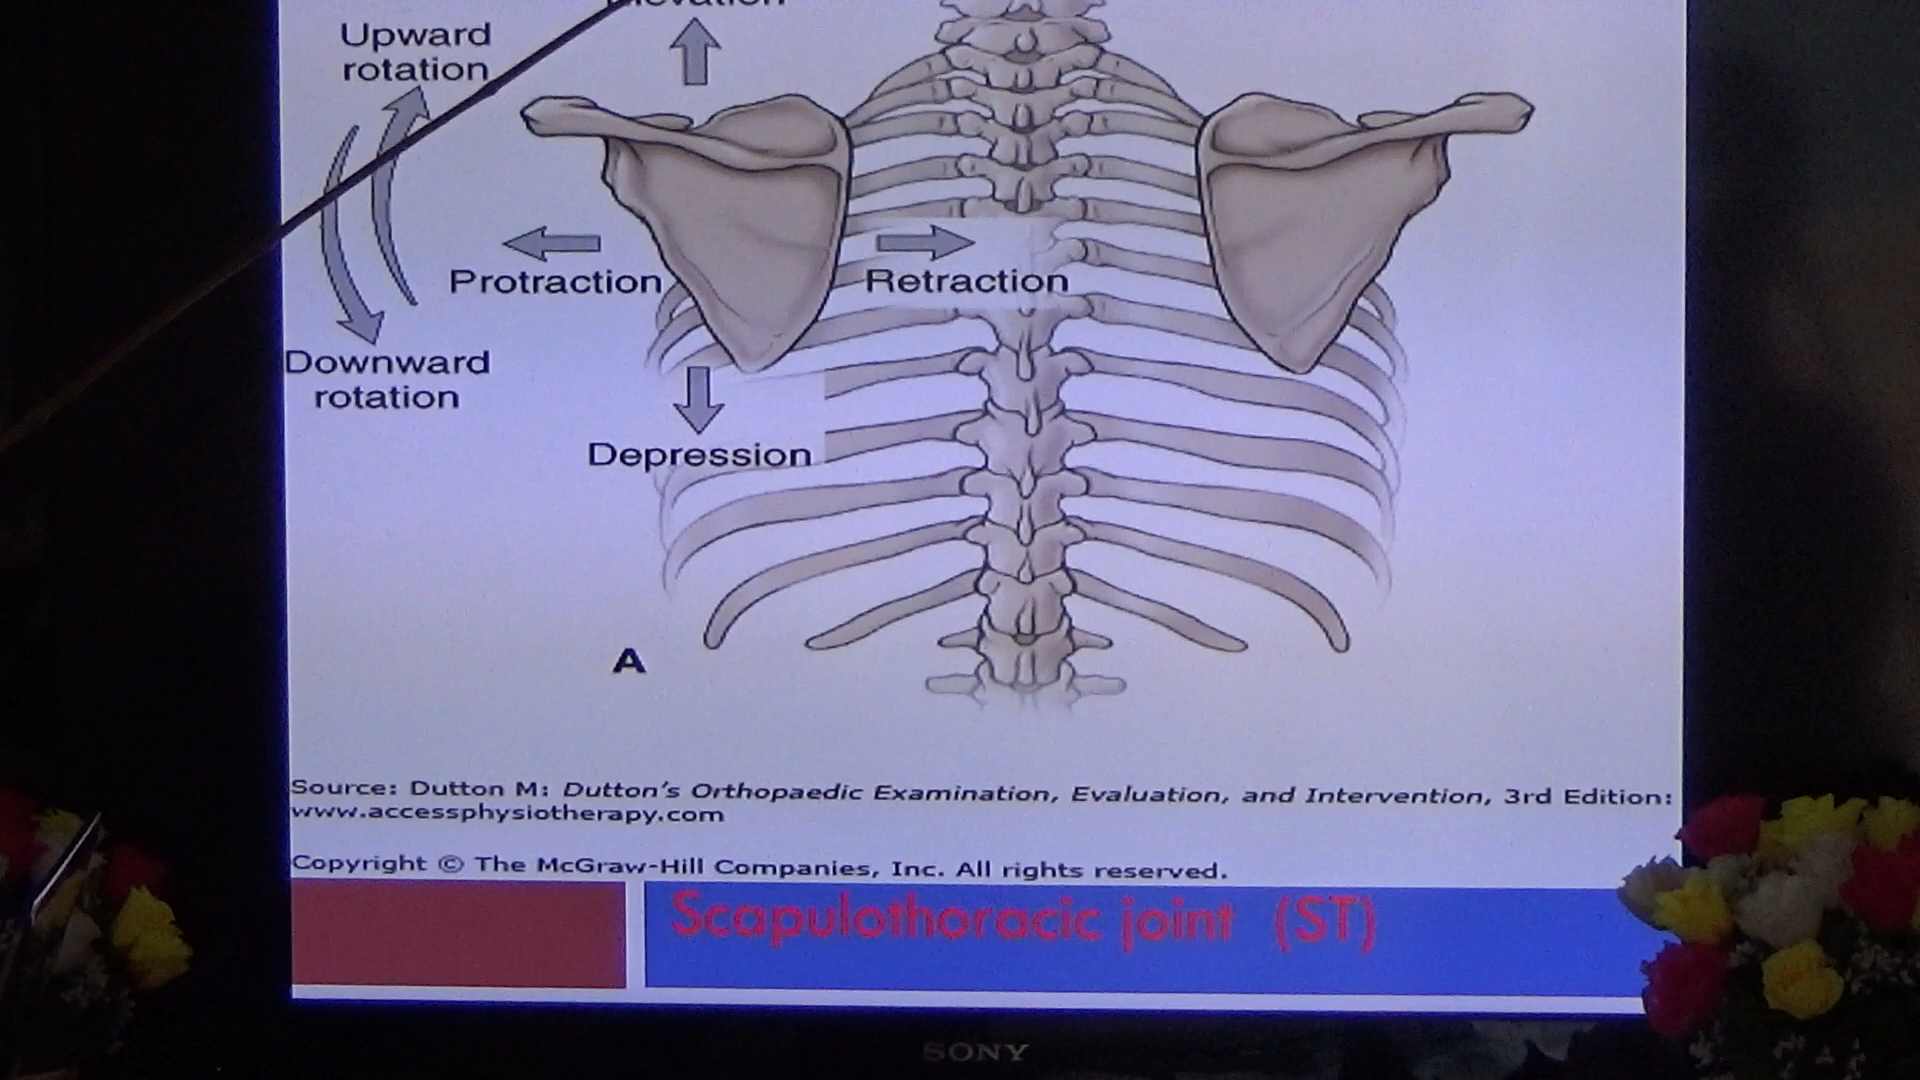 Elevation
Upward
rotation
Protraction
Retraction
Downward
rotation
Depression
A
Source: Dutton M: Dutton's Orthopaedic Examination, Evaluation, and Intervention, 3rd Edition:
www.accessphysiotherapy.com
Copyright © The McGraw-Hill Companies, Inc. All rights reserved.
Scapulothoracic joint (ST)
SONY